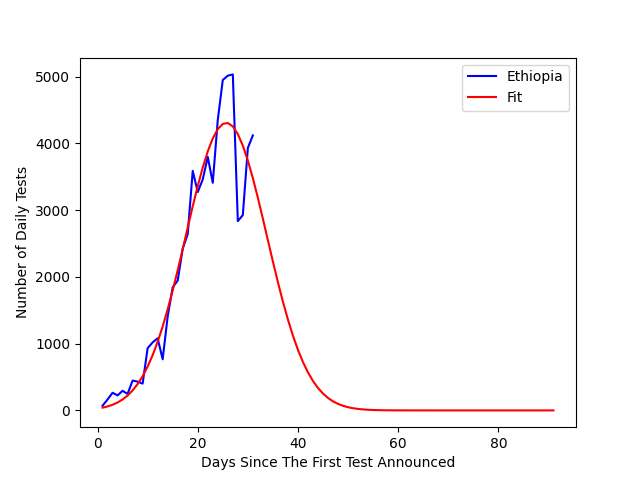 Ethiopia
Fit
5000
4000
3000
2000
1000
0
Number of Daily Tests
0 20 40 60 80
Days Since The First Test Announced